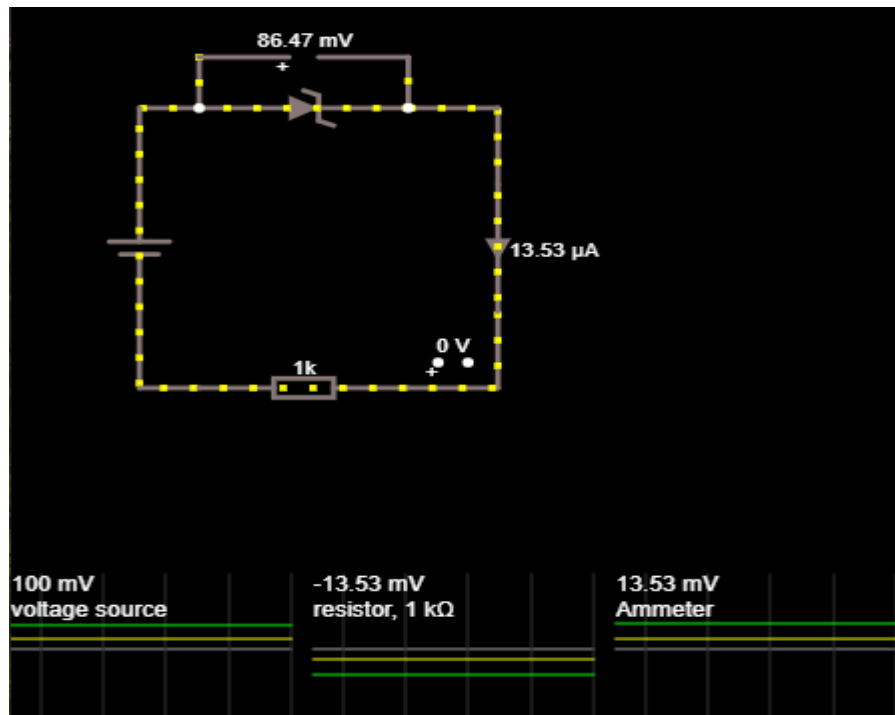 86.47 mV
+
13.53 µA
0 V
+
1k
100 mV
voltage source
-13.53 mV
resistor, 1 kΩ
13.53 mV
Ammeter